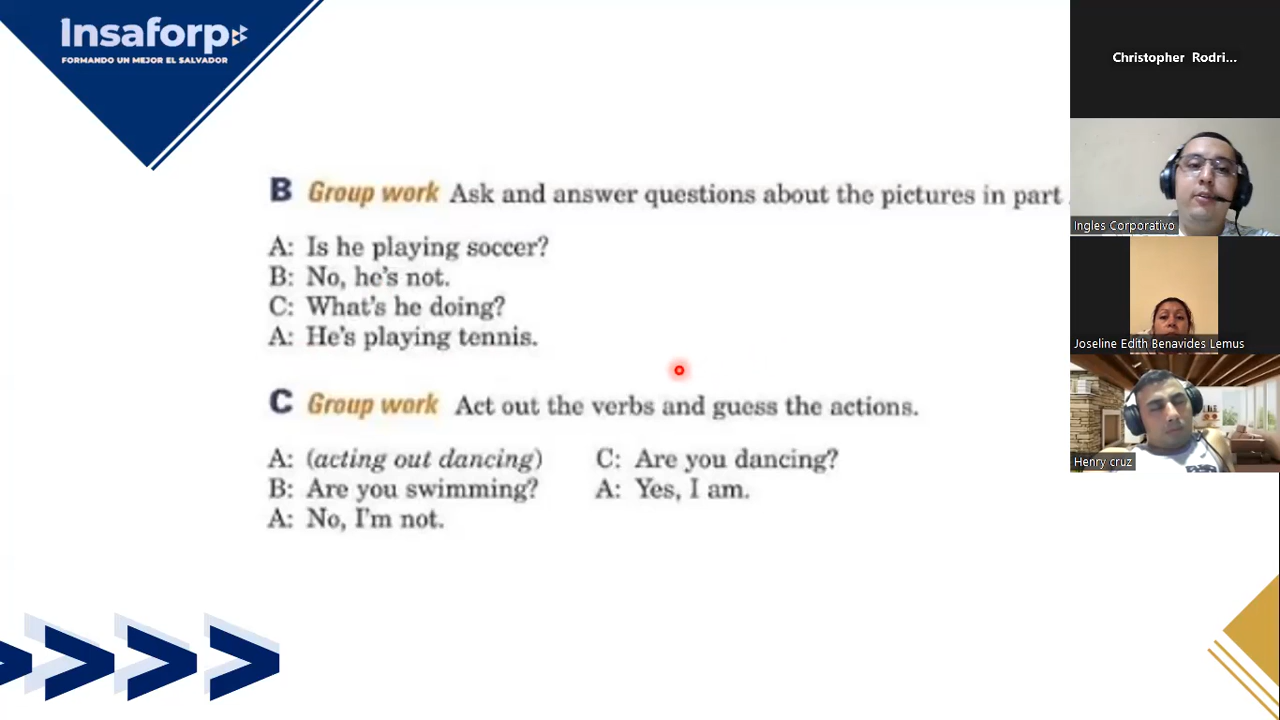 Insaforp
FORMANDO UN MEJOR EL SALVADOR
B Group work Ask and answer questions about the pictures in part
A: Is he playing soccer?
B: No, he's not.
C: What's he doing?
A: He's playing tennis.
C Group work Act out the verbs and guess the actions.
A: (acting out dancing)
B: Are you swimming?
A: No, I'm not.
C: Are you dancing?
A: Yes, I am.
Christopher Rodri...
Ingles Corporativo
Joseline Edith Benavides Lemus
Henry cruz